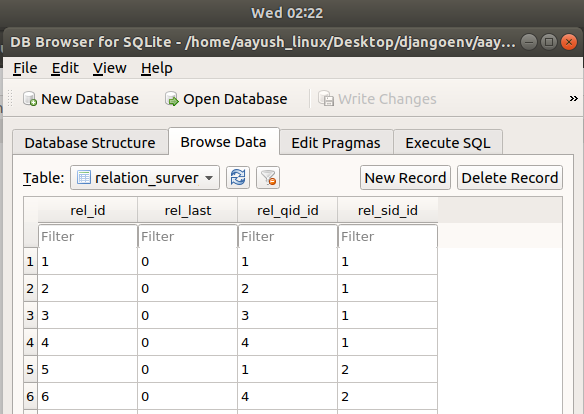 Wed 02:22
DB Browser for SQLite - /home/aayush_linux/Desktop/djangoenv/aay...
File Edit View Help
New Database Open Database Write Changes »
Database Structure Browse Data Edit Pragmas Execute SQL
Table: relation_surver New Record Delete Record
rel_id rel_last rel_qid_id rel_sid_id
Filter Filter Filter Filter
1 1 0 1 1
2 2 0 2 1
3 3 0 3 1
4 4 0 4 1
5 5 0 1 2
6 6 0 4 2